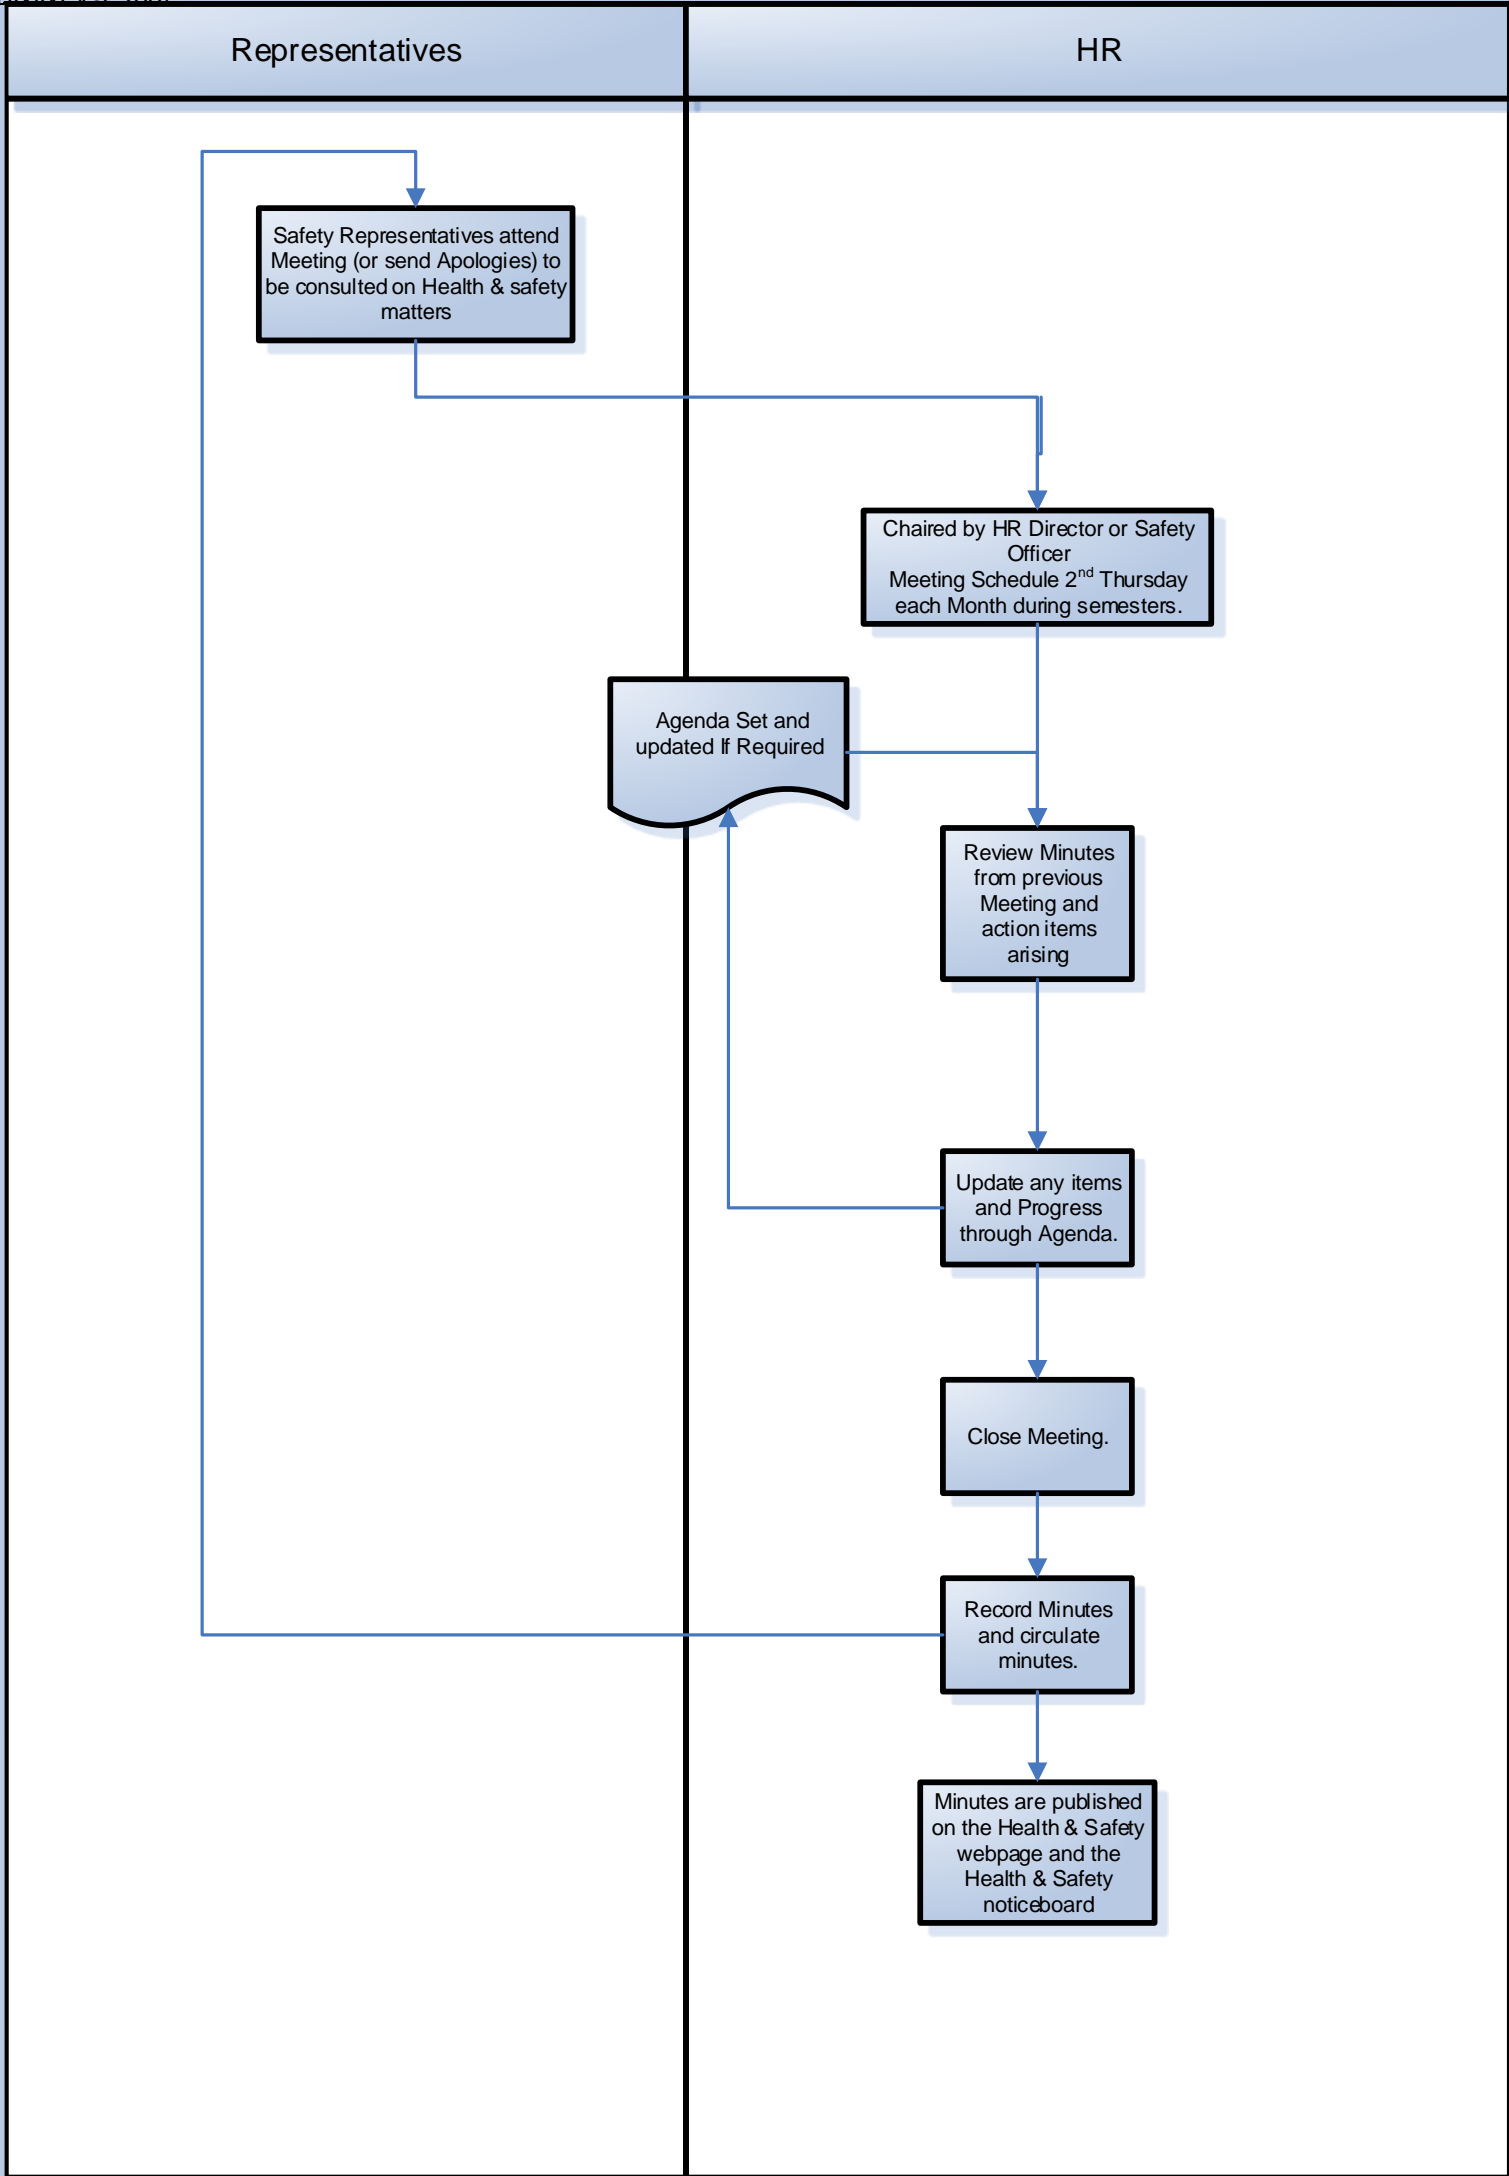 Representatives
HR
Safety Representatives attend
Meeting (or send Apologies) to
be consulted on Health & safety
matters
Chaired by HR Director or Safety
Officer
Meeting Schedule 2nd Thursday
each Month during semesters.
Agenda Set and
updated If Required
Review Minutes
from previous
Meeting and
action items
arising
Update any items
and Progress
through Agenda.
Close Meeting.
Record Minutes
and circulate
minutes.
Minutes are published
on the Health & Safety
webpage and the
Health & Safety
noticeboard